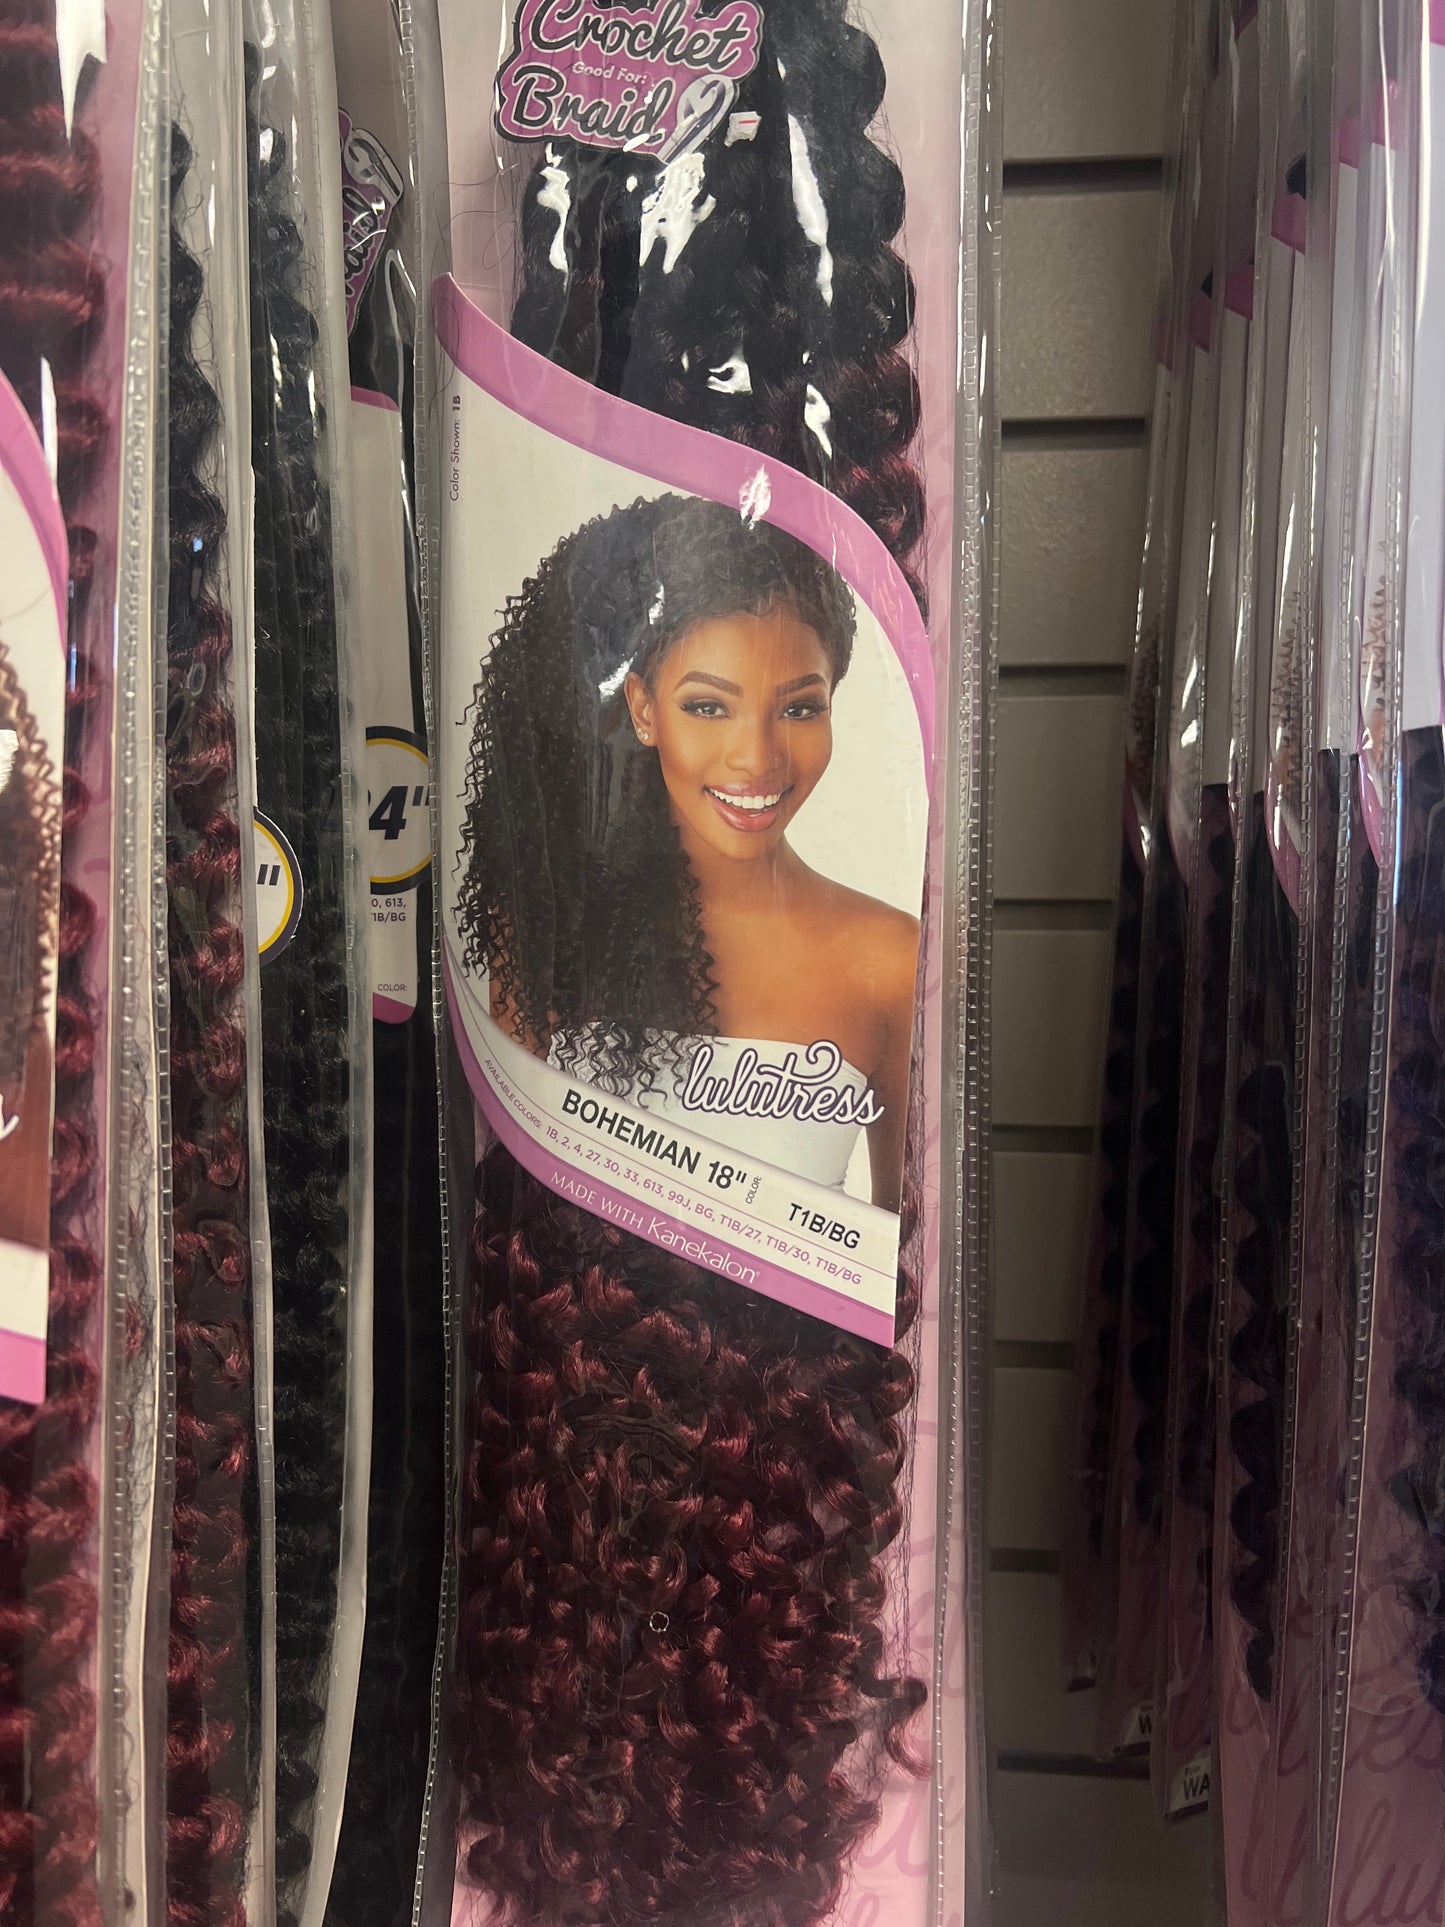 Crochet
Good For:
Braid
Color Shown: 1B
24"
"
0, 613,
T1B/BG
COLOR:
lulutress
BOHEMIAN 18"
COLOR:
T1B/BG
AVAILABLE COLORS: 1B, 2, 4, 27, 30, 33, 613, 99J, BG, T1B/27, T1B/30, T1B/BG
MADE WITH Kanekalon®
W
WA